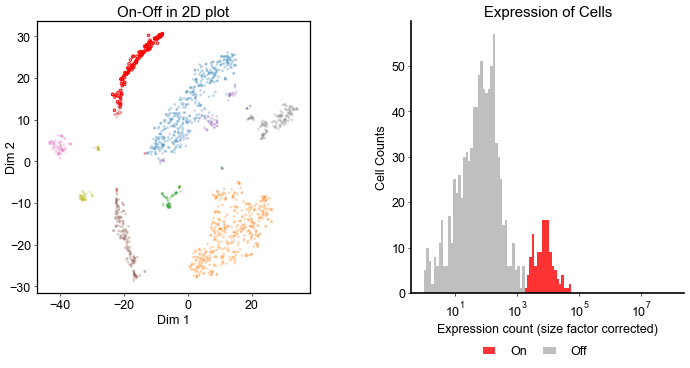 On-Off in 2D plot
Expression of Cells
30
20
10
0
−10
−20
−30
Dim 2
−40
−20
0
20
Dim 1
50
40
30
20
10
0
Cell Counts
10^1
10^3
10^5
10^7
Expression count (size factor corrected)
On
Off